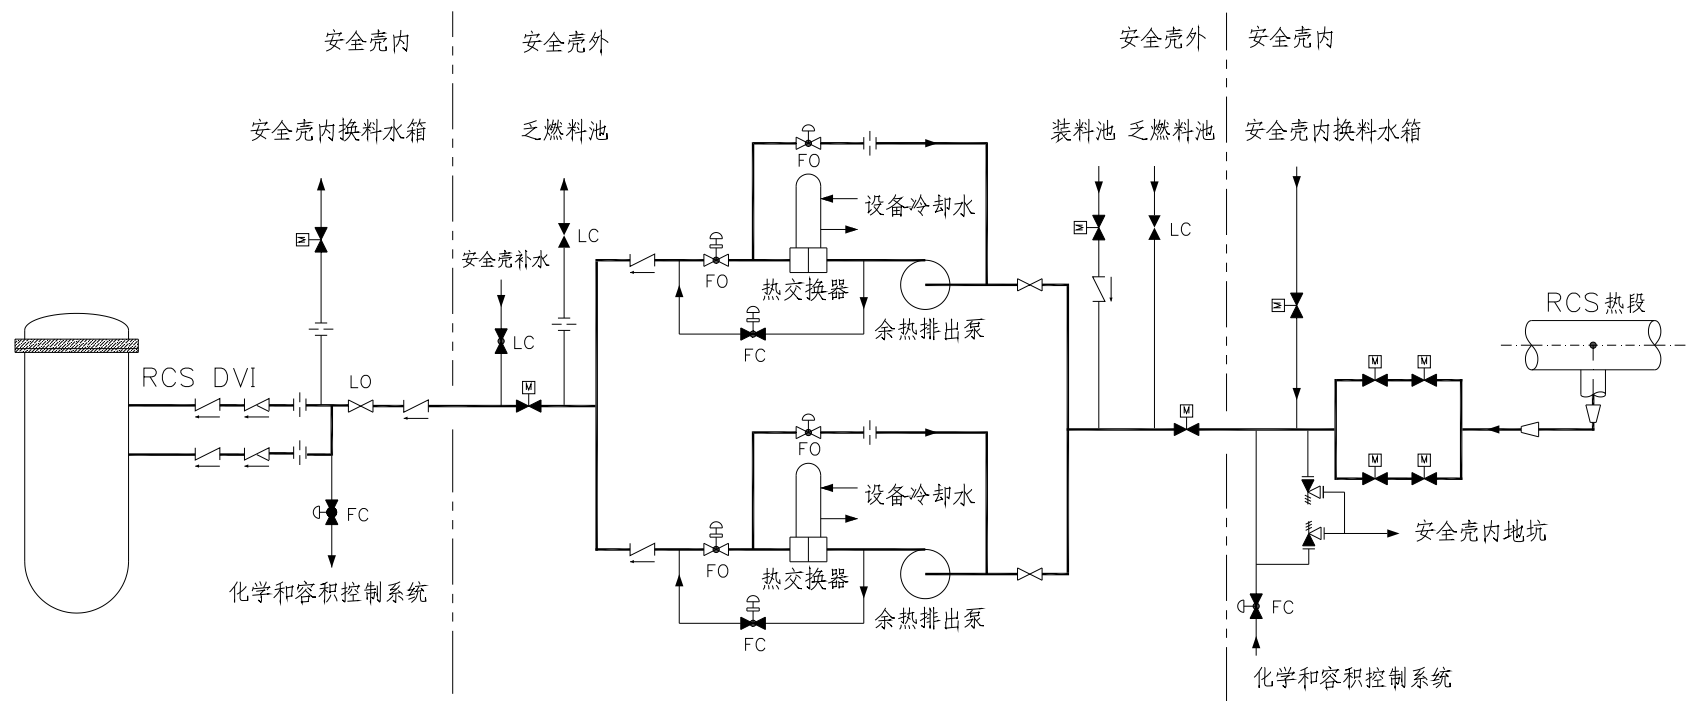 安全壳内
安全壳外
安全壳外
安全壳内
安全壳内换料水箱
乏燃料池
装料池
乏燃料池
安全壳内换料水箱
FO
设备冷却水
M
LC
M
LC
安全壳补水
FO
热交换器
余热排出泵
FC
LC
M
RCS 热段
RCS DVI
LO
M
M
M
M
FO
M
M
设备冷却水
FC
安全壳内地坑
FO
热交换器
化学和容积控制系统
余热排出泵
FC
FC
化学和容积控制系统